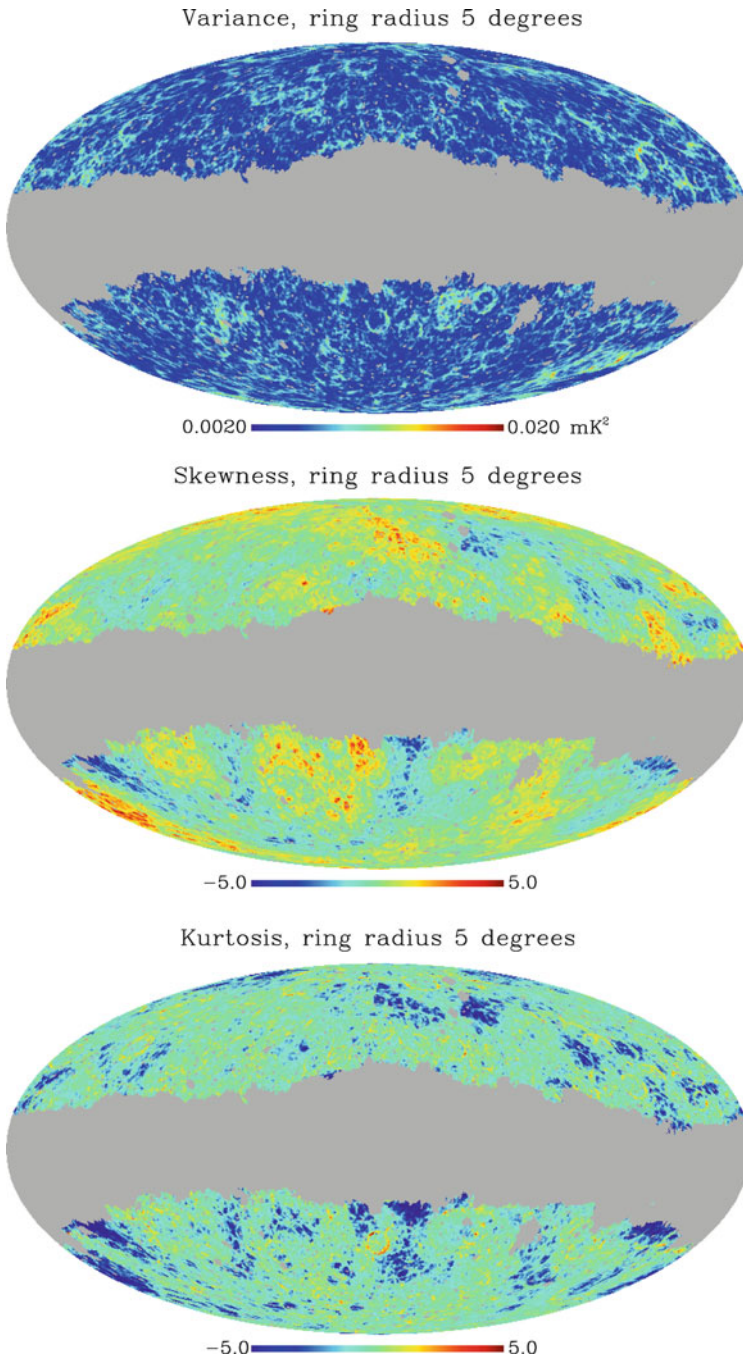 Variance, ring radius 5 degrees
0.0020 0.020 mK²
Skewness, ring radius 5 degrees
−5.0 5.0
Kurtosis, ring radius 5 degrees
−5.0 5.0